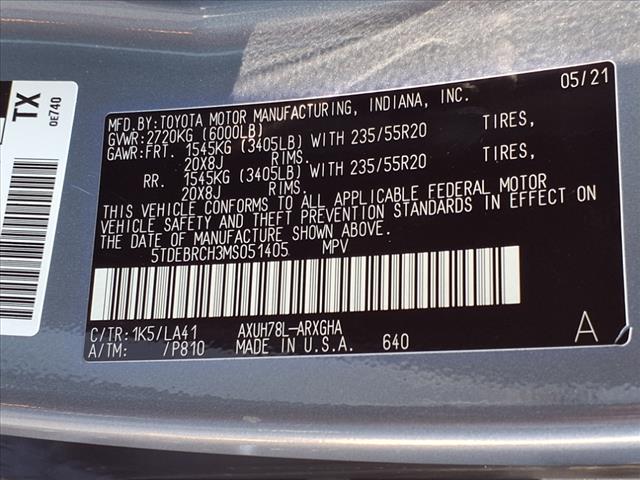 TX
0E740
05/21
MFD.BY:TOYOTA MOTOR MANUFACTURING, INDIANA, INC.
GVWR:2720KG (6000LB)
GAWR:FRT. 1545KG (3405LB) WITH 235/55R20 TIRES,
20X8J RIMS.
RR. 1545KG (3405LB) WITH 235/55R20 TIRES,
20X8J RIMS.
THIS VEHICLE CONFORMS TO ALL APPLICABLE FEDERAL MOTOR
VEHICLE SAFETY AND THEFT PREVENTION STANDARDS IN EFFECT ON
THE DATE OF MANUFACTURE SHOWN ABOVE.
5TDEBRCH3MS051405 MPV
C/TR:1K5/LA41 AXUH78L-ARXGHA
A/TM: /P810 MADE IN U.S.A. 640
A